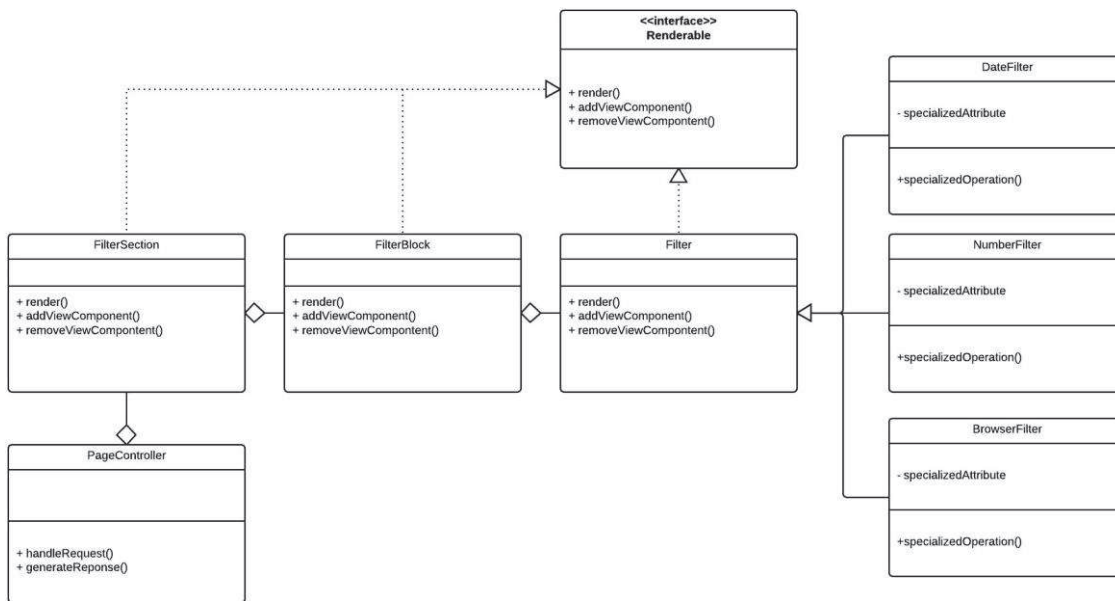 <<interface>>
Renderable
+ render()
+ addViewComponent()
+ removeViewCompontent()
DateFilter
- specializedAttribute
+specializedOperation()
FilterSection
+ render()
+ addViewComponent()
+ removeViewCompontent()
FilterBlock
+ render()
+ addViewComponent()
+ removeViewCompontent()
Filter
+ render()
+ addViewComponent()
+ removeViewCompontent()
NumberFilter
- specializedAttribute
+specializedOperation()
PageController
+ handleRequest()
+ generateReponse()
BrowserFilter
- specializedAttribute
+specializedOperation()